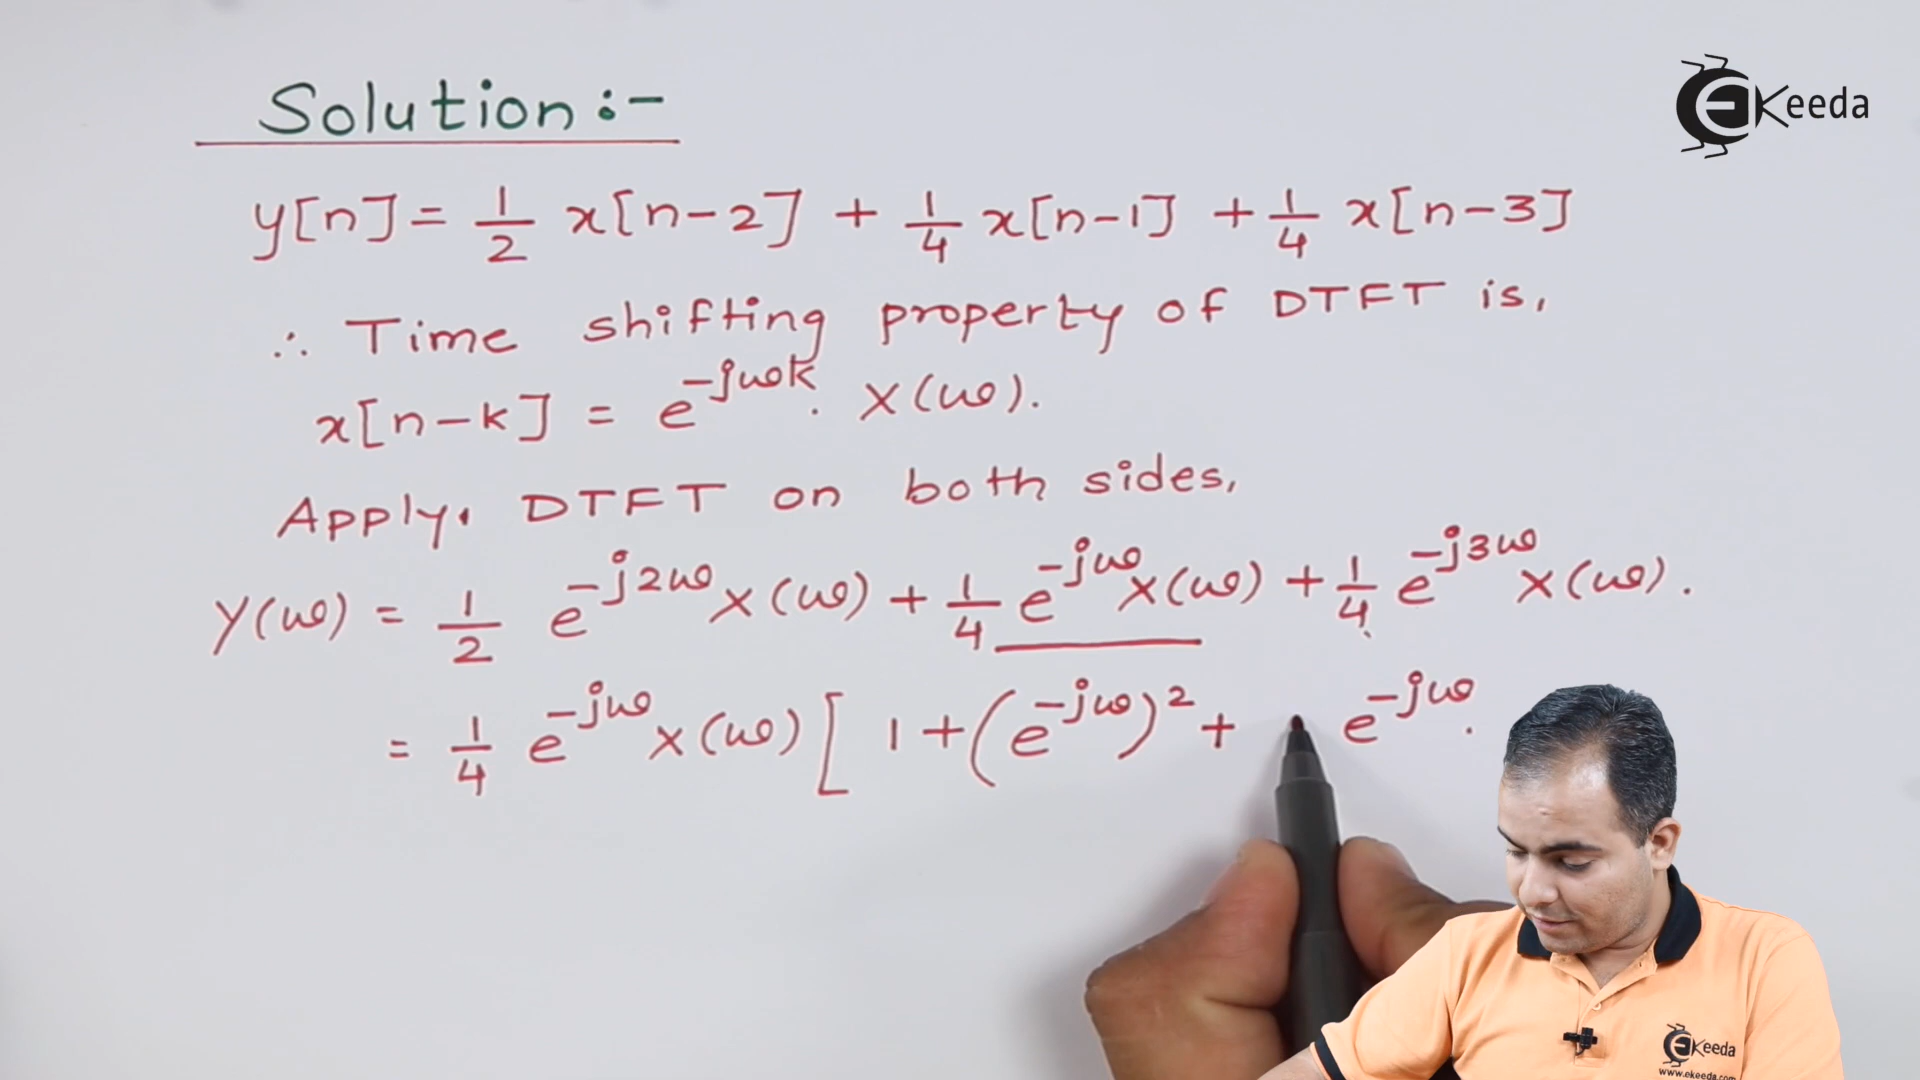 Solution:-
EKeeda
y[n] = 1/2 x[n-2] + 1/4 x[n-1] + 1/4 x[n-3]
∴ Time shifting property of DTFT is,
x[n-k] = e^-jωk . X(ω).
Apply. DTFT on both sides,
Y(ω) = 1/2 e^-j2ω X(ω) + 1/4 e^-jω X(ω) + 1/4 e^-j3ω X(ω).
= 1/4 e^-jω X(ω) [ 1 + (e^-jω)^2 + e^-jω.
EKeeda
www.ekeeda.com